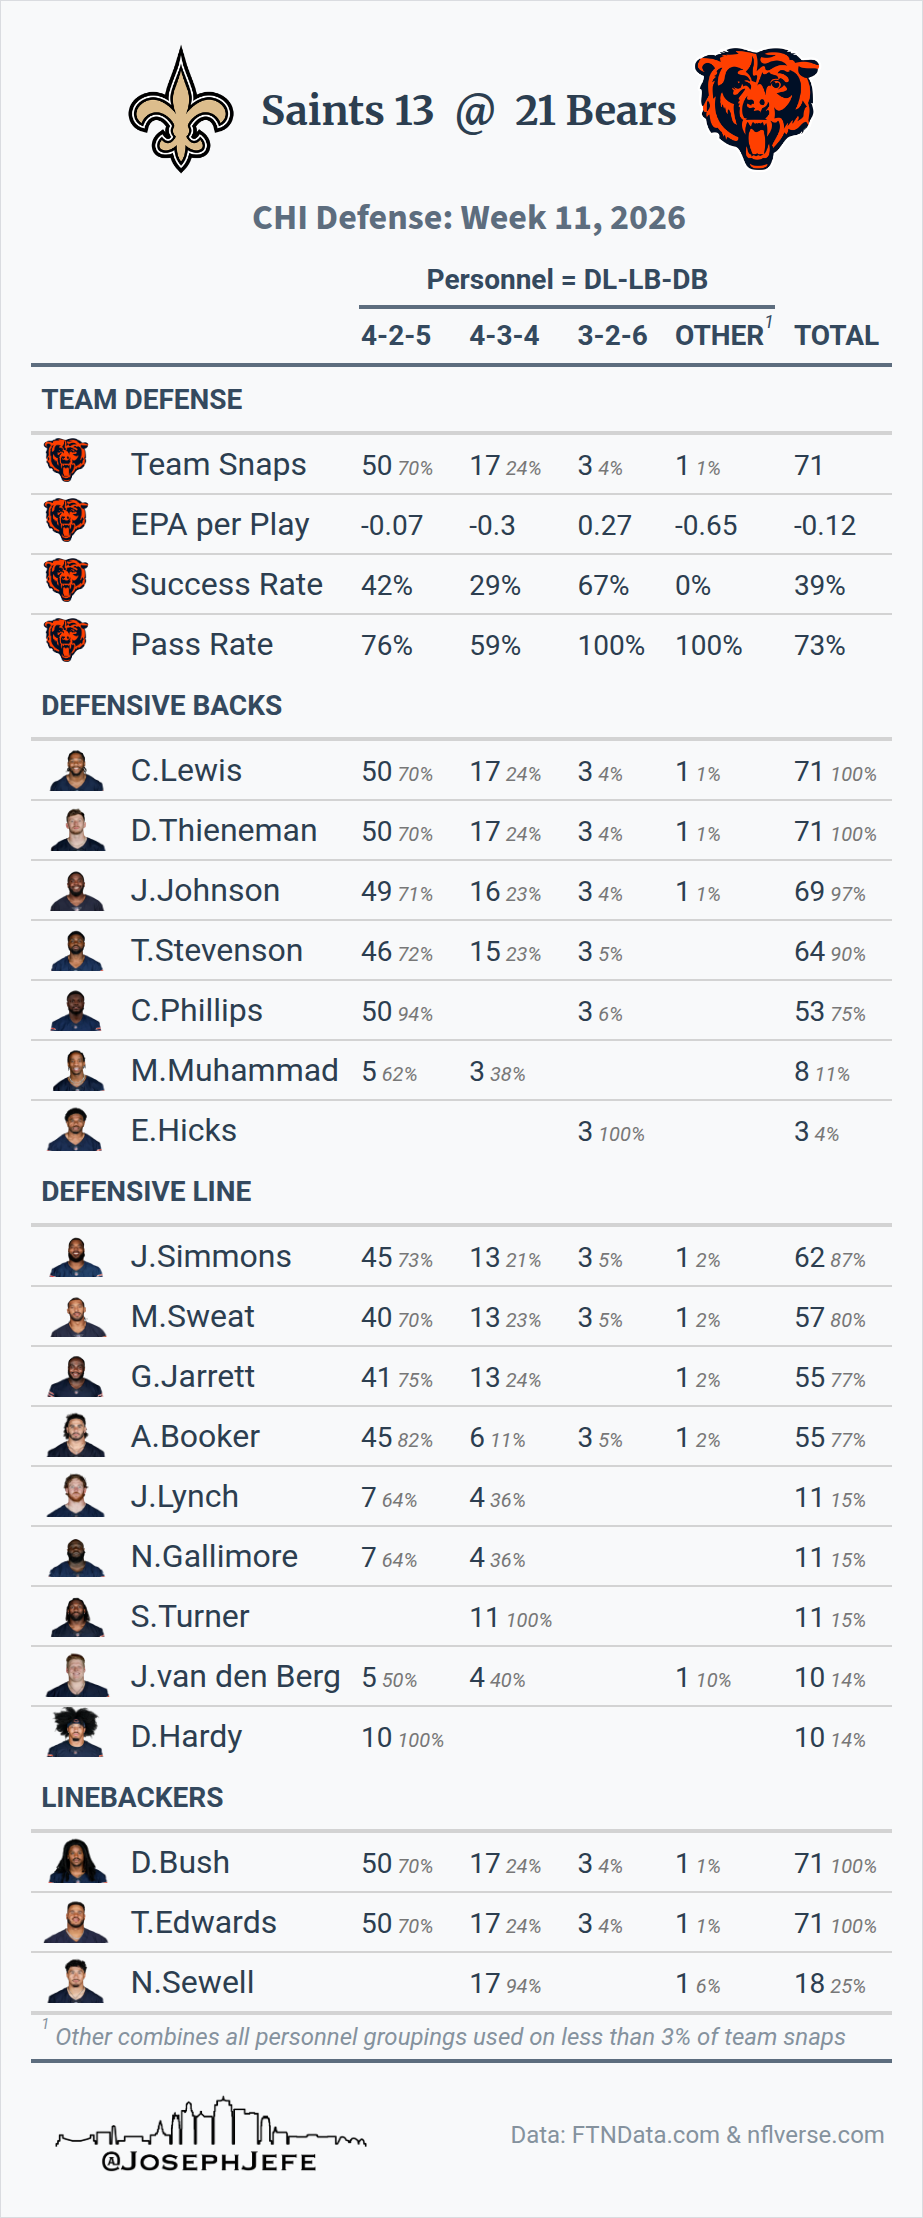 Saints 13 @ 21 Bears
CHI Defense: Week 11, 2026
Personnel = DL-LB-DB
4-2-5 4-3-4 3-2-6 OTHER1 TOTAL
TEAM DEFENSE
Team Snaps 50 70% 17 24% 3 4% 1 1% 71
EPA per Play -0.07 -0.3 0.27 -0.65 -0.12
Success Rate 42% 29% 67% 0% 39%
Pass Rate 76% 59% 100% 100% 73%
DEFENSIVE BACKS
C.Lewis 50 70% 17 24% 3 4% 1 1% 71 100%
D.Thieneman 50 70% 17 24% 3 4% 1 1% 71 100%
J.Johnson 49 71% 16 23% 3 4% 1 1% 69 97%
T.Stevenson 46 72% 15 23% 3 5% 64 90%
C.Phillips 50 94% 3 6% 53 75%
M.Muhammad 5 62% 3 38% 8 11%
E.Hicks 3 100% 3 4%
DEFENSIVE LINE
J.Simmons 45 73% 13 21% 3 5% 1 2% 62 87%
M.Sweat 40 70% 13 23% 3 5% 1 2% 57 80%
G.Jarrett 41 75% 13 24% 1 2% 55 77%
A.Booker 45 82% 6 11% 3 5% 1 2% 55 77%
J.Lynch 7 64% 4 36% 11 15%
N.Gallimore 7 64% 4 36% 11 15%
S.Turner 11 100% 11 15%
J.van den Berg 5 50% 4 40% 1 10% 10 14%
D.Hardy 10 100% 10 14%
LINEBACKERS
D.Bush 50 70% 17 24% 3 4% 1 1% 71 100%
T.Edwards 50 70% 17 24% 3 4% 1 1% 71 100%
N.Sewell 17 94% 1 6% 18 25%
1 Other combines all personnel groupings used on less than 3% of team snaps
@JOSEPHJEFE
Data: FTNData.com & nflverse.com